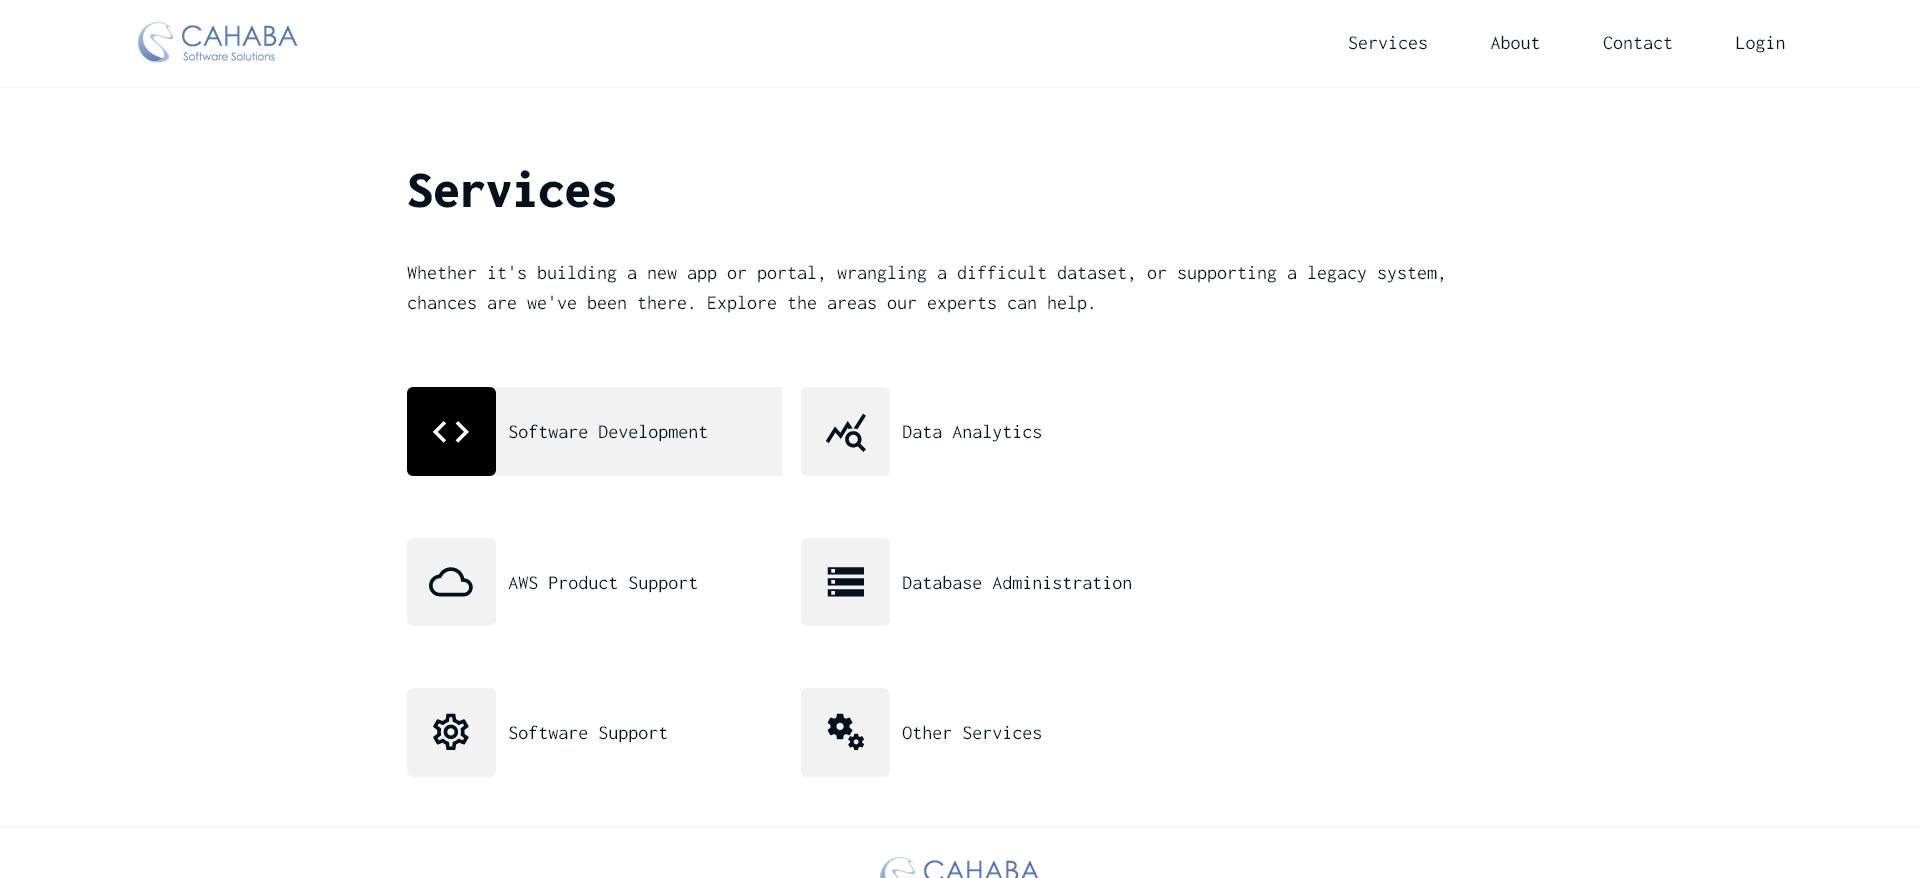 CAHABA
Software Solutions
Services
About
Contact
Login
Services
Whether it's building a new app or portal, wrangling a difficult dataset, or supporting a legacy system,
chances are we've been there. Explore the areas our experts can help.
Software Development
Data Analytics
AWS Product Support
Database Administration
Software Support
Other Services
CAHABA